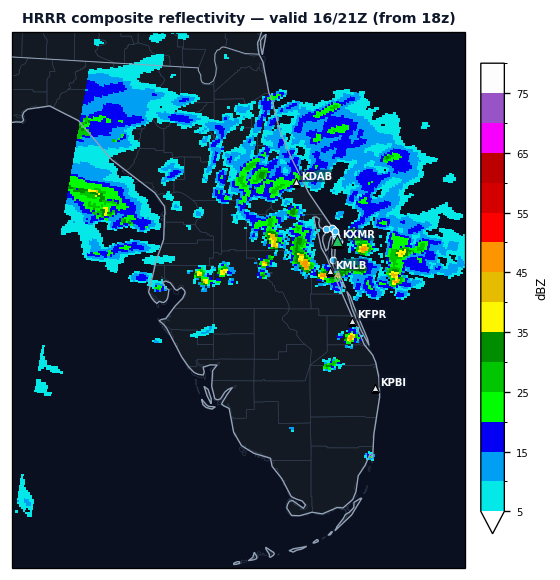 HRRR composite reflectivity — valid 16/21Z (from 18z)
75
65
KDAB
55
KXMR
dBZ
KMLB
45
KFPR
35
KPBI
25
15
5